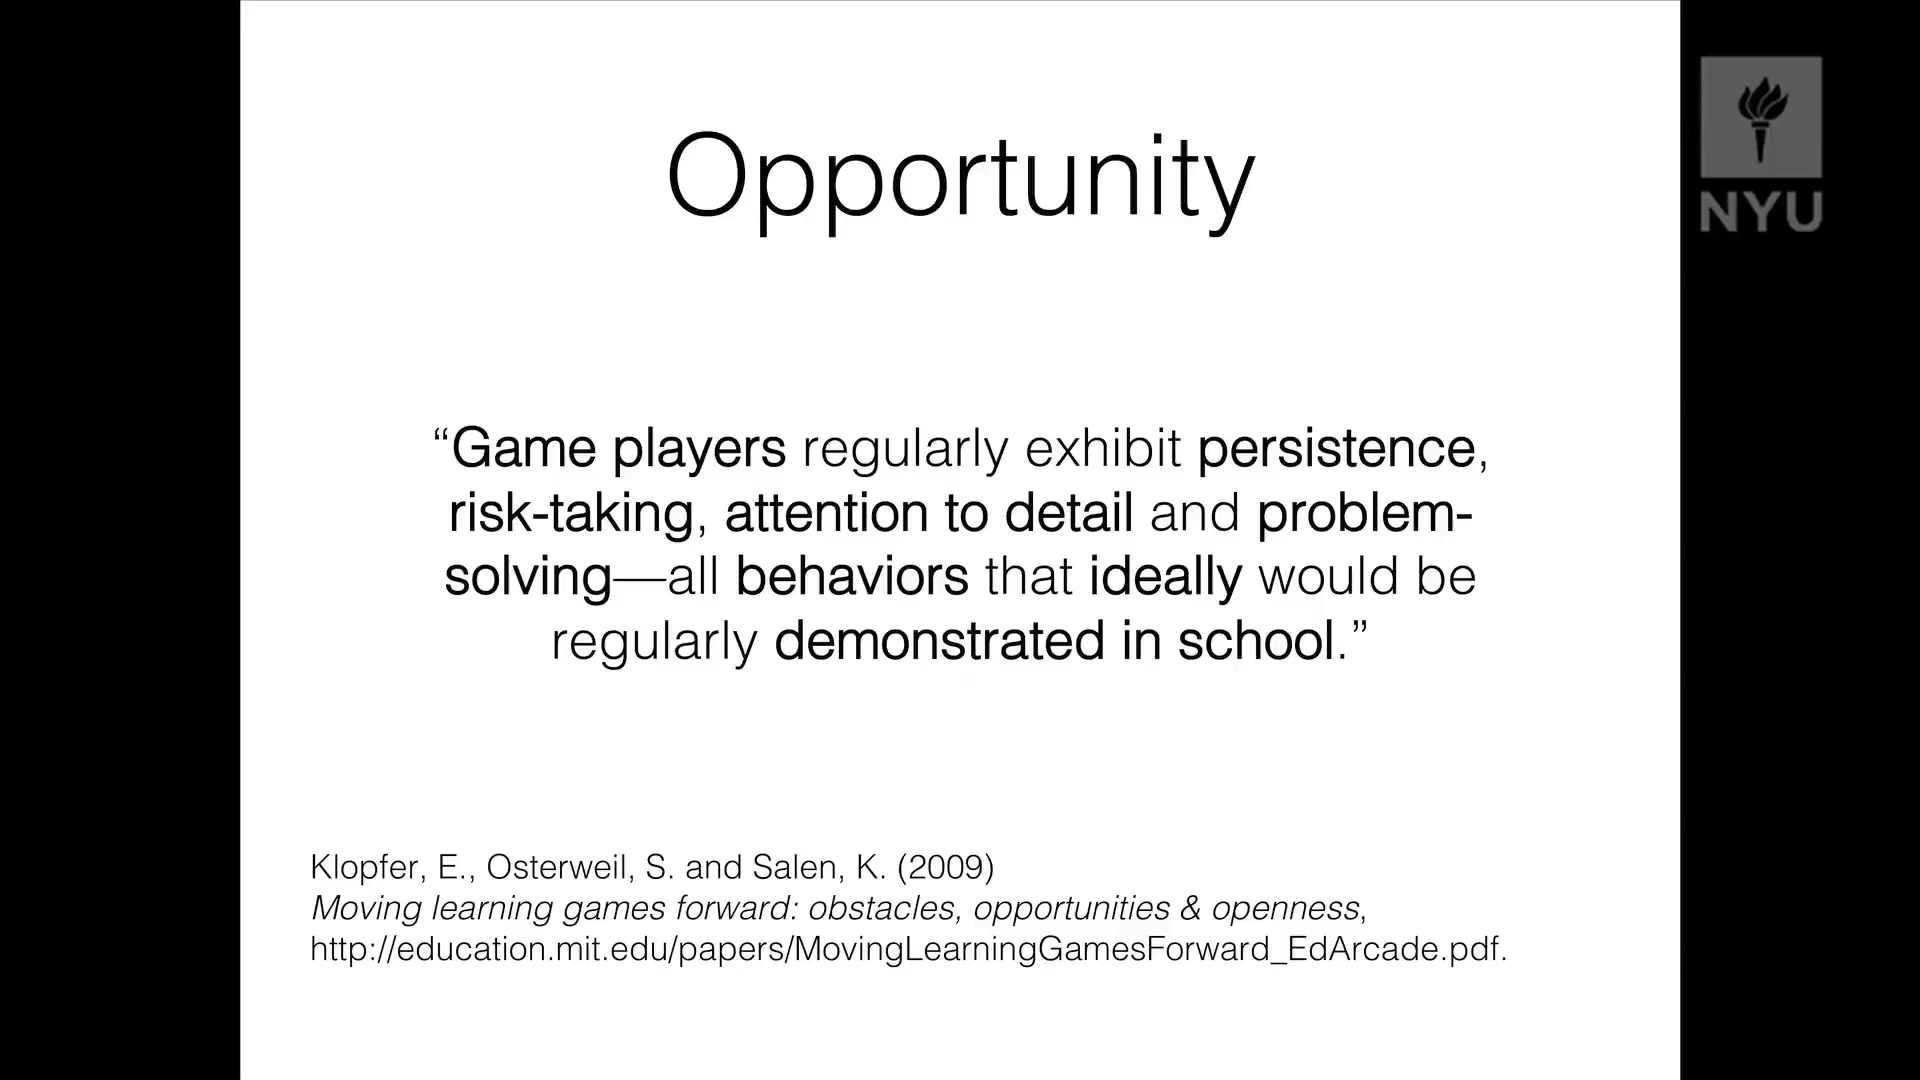 Opportunity
NYU
“Game players regularly exhibit persistence,
risk-taking, attention to detail and problem-
solving—all behaviors that ideally would be
regularly demonstrated in school.”
Klopfer, E., Osterweil, S. and Salen, K. (2009)
Moving learning games forward: obstacles, opportunities & openness,
http://education.mit.edu/papers/MovingLearningGamesForward_EdArcade.pdf.